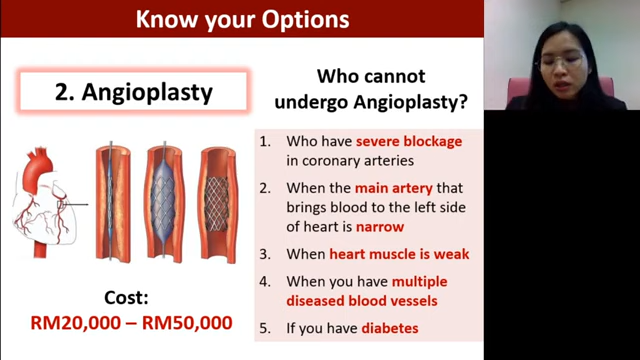 Know your Options
2. Angioplasty
Cost:
RM20,000 – RM50,000
Who cannot
undergo Angioplasty?
1. Who have severe blockage
in coronary arteries
2. When the main artery that
brings blood to the left side
of heart is narrow
3. When heart muscle is weak
4. When you have multiple
diseased blood vessels
5. If you have diabetes